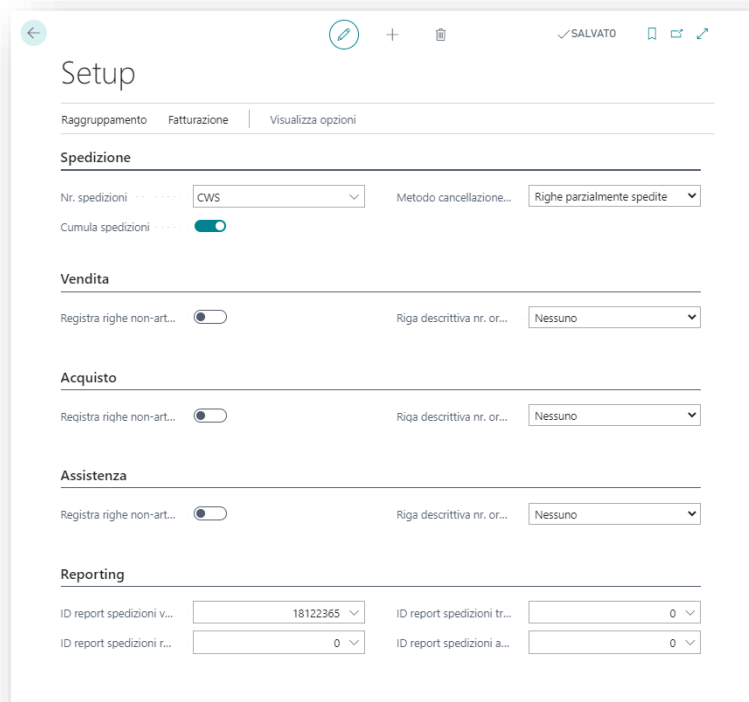 SALVATO
Setup
Raggruppamento Fatturazione Visualizza opzioni
Spedizione
Nr. spedizioni CWS Metodo cancellazione... Righe parzialmente spedite
Cumula spedizioni
Vendita
Registra righe non-art... Riga descrittiva nr. or... Nessuno
Acquisto
Registra righe non-art... Riga descrittiva nr. or... Nessuno
Assistenza
Registra righe non-art... Riga descrittiva nr. or... Nessuno
Reporting
ID report spedizioni v... 18122365 ID report spedizioni tr... 0
ID report spedizioni r... 0 ID report spedizioni a... 0